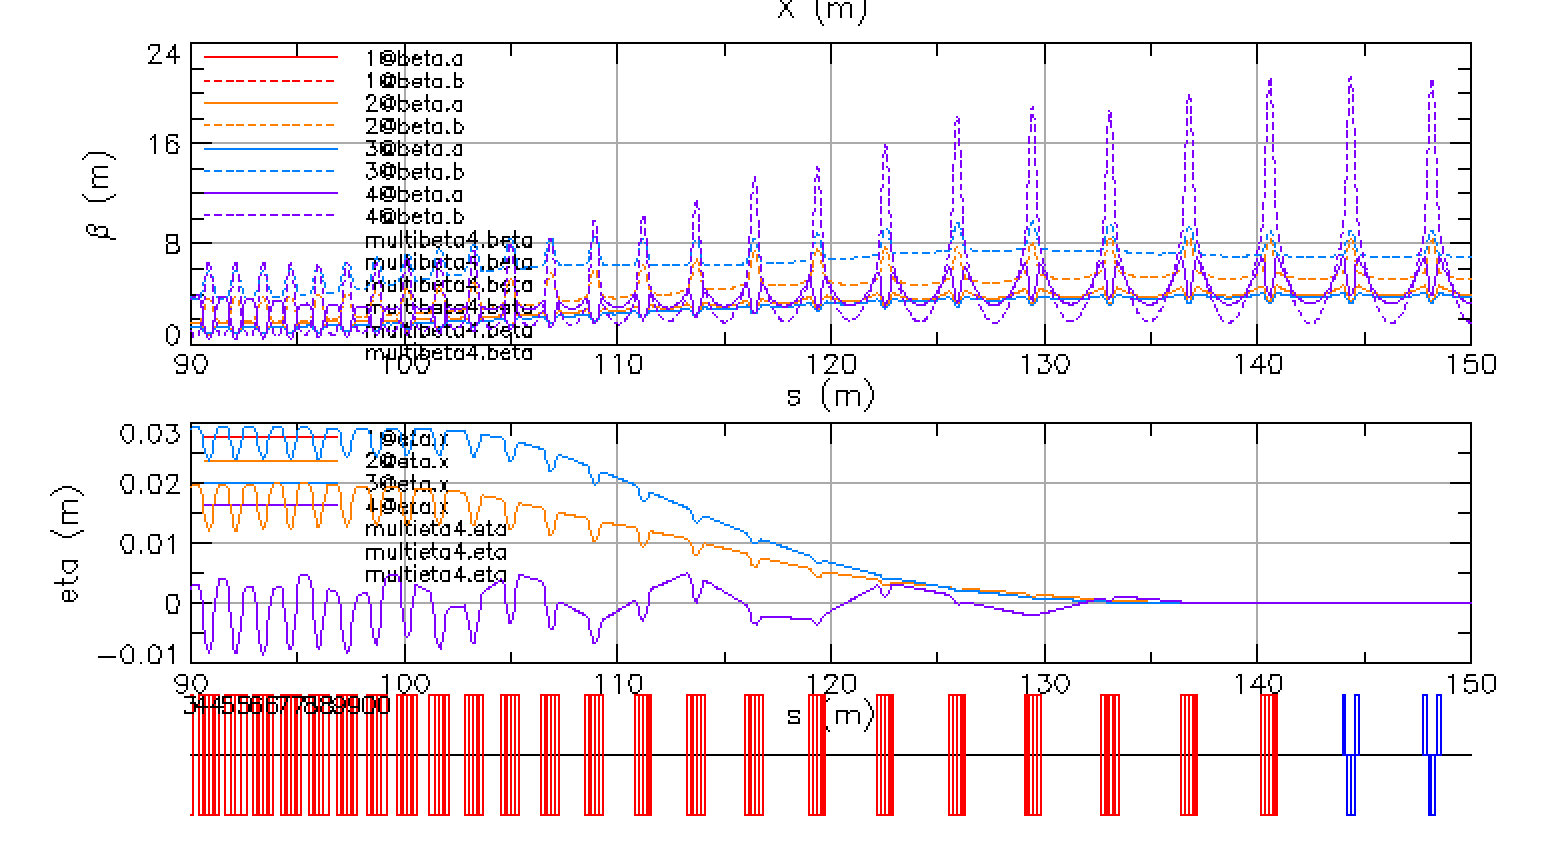 X (m)
24
16
8
0
β (m)
1@beta.a
1@beta.b
2@beta.a
2@beta.b
3@beta.a
3@beta.b
4@beta.a
4@beta.b
multibeta4.beta
multibeta4.beta
multibeta4.beta
multibeta4.beta
multibeta4.beta
multibeta4.beta
90 100 110 120 130 140 150
s (m)
0.03
0.02
0.01
0
−0.01
eta (m)
1@eta.x
2@eta.x
3@eta.x
4@eta.x
multieta4.eta
multieta4.eta
multieta4.eta
90 100 110 120 130 140 150
s (m)